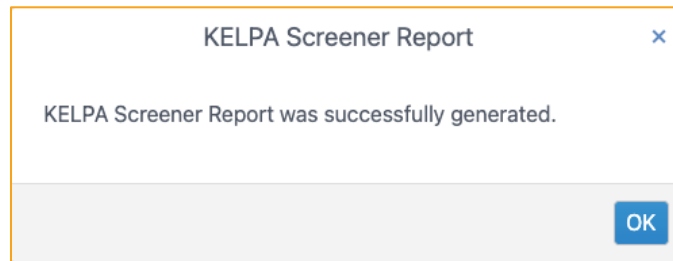 KELPA Screener Report ×
KELPA Screener Report was successfully generated.
OK